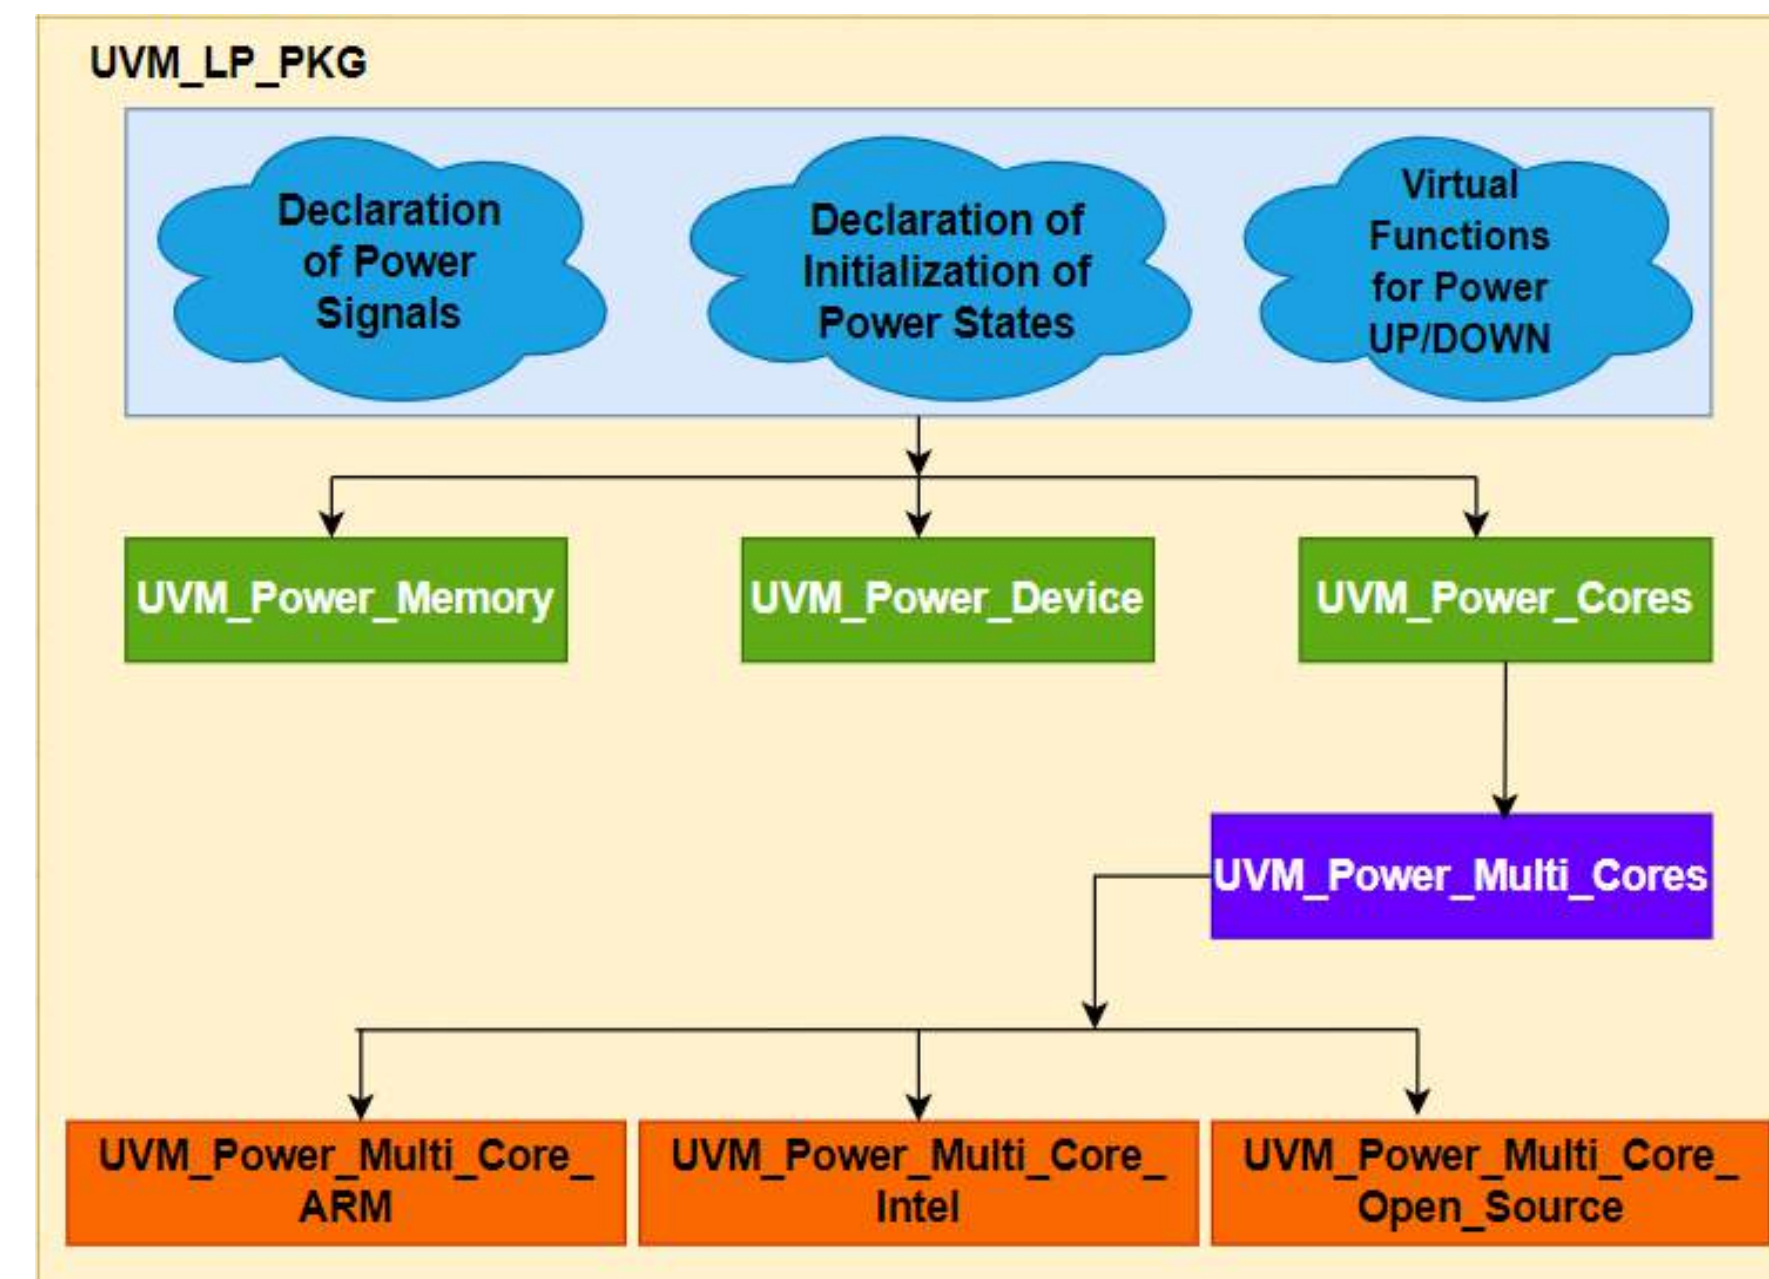 UVM_LP_PKG
Declaration
of Power
Signals
Declaration of
Initialization of
Power States
Virtual
Functions
for Power
UP/DOWN
UVM_Power_Memory
UVM_Power_Device
UVM_Power_Cores
UVM_Power_Multi_Cores
UVM_Power_Multi_Core_
ARM
UVM_Power_Multi_Core_
Intel
UVM_Power_Multi_Core_
Open_Source